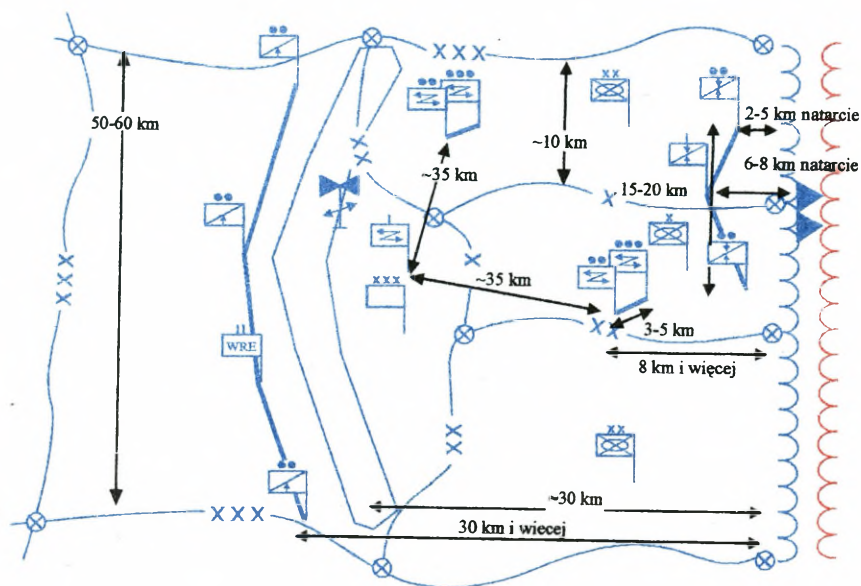 XXX
50-60 km
~10 km
XX
2-5 km natarcie
6-8 km natarcie
~35 km
XX
X
15-20 km
X
I
XXX
XXX
X
~35 km
XX
3-5 km
II
WRE
8 km i więcej
XX
XX
~30 km
XXX
30 km i wiecej